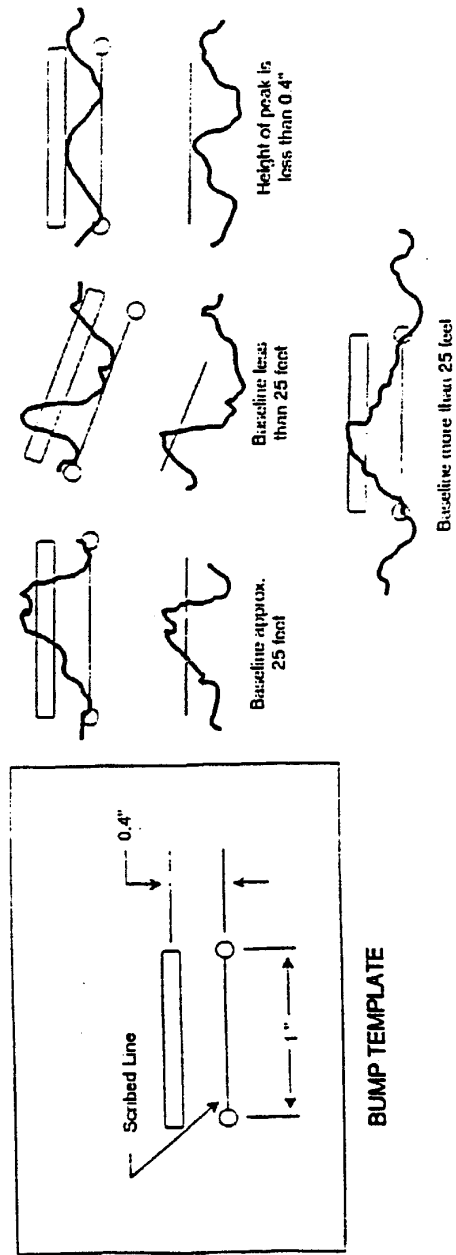 Scribed Line
0.4"
1"
BUMP TEMPLATE
Baseline approx.
25 feet
Baseline less
than 25 feet
Height of peak is
less than 0.4"
Baseline more than 25 feet